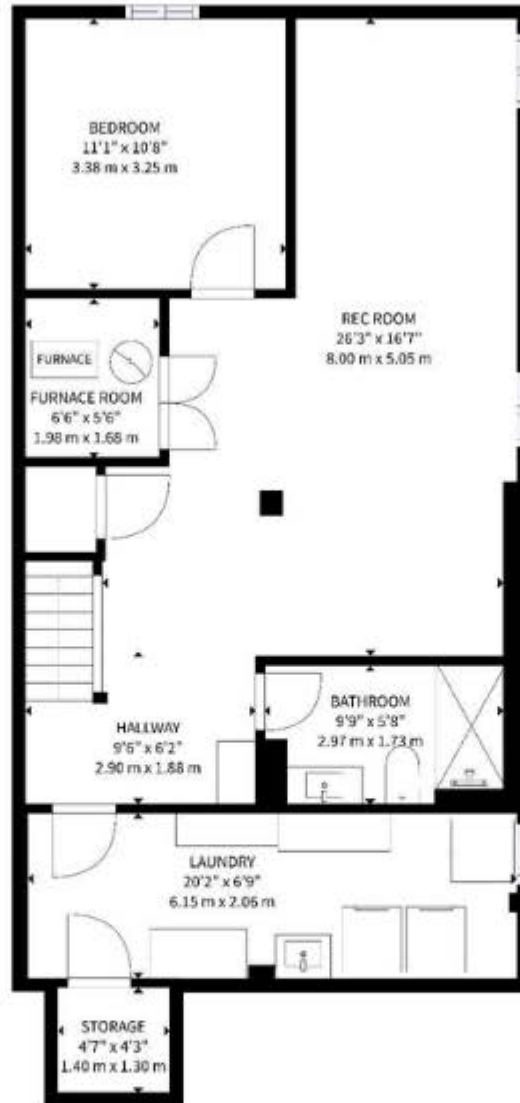 BEDROOM
11'1" x 10'8"
3.38 m x 3.25 m
REC ROOM
26'3" x 16'7"
8.00 m x 5.05 m
FURNACE
FURNACE ROOM
6'6" x 5'6"
1.98 m x 1.68 m
BATHROOM
9'9" x 5'8"
2.97 m x 1.73 m
HALLWAY
9'6" x 6'2"
2.90 m x 1.88 m
LAUNDRY
20'2" x 6'9"
6.15 m x 2.06 m
STORAGE
4'7" x 4'3"
1.40 m x 1.30 m